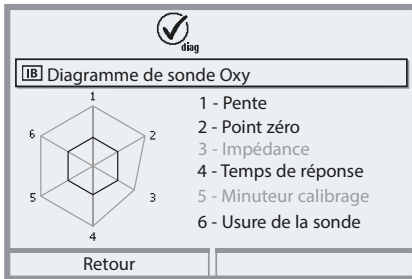 diag
IB Diagramme de sonde Oxy
1
2
3
4
5
6
1 - Pente
2 - Point zéro
3 - Impédance
4 - Temps de réponse
5 - Minuteur calibrage
6 - Usure de la sonde
Retour